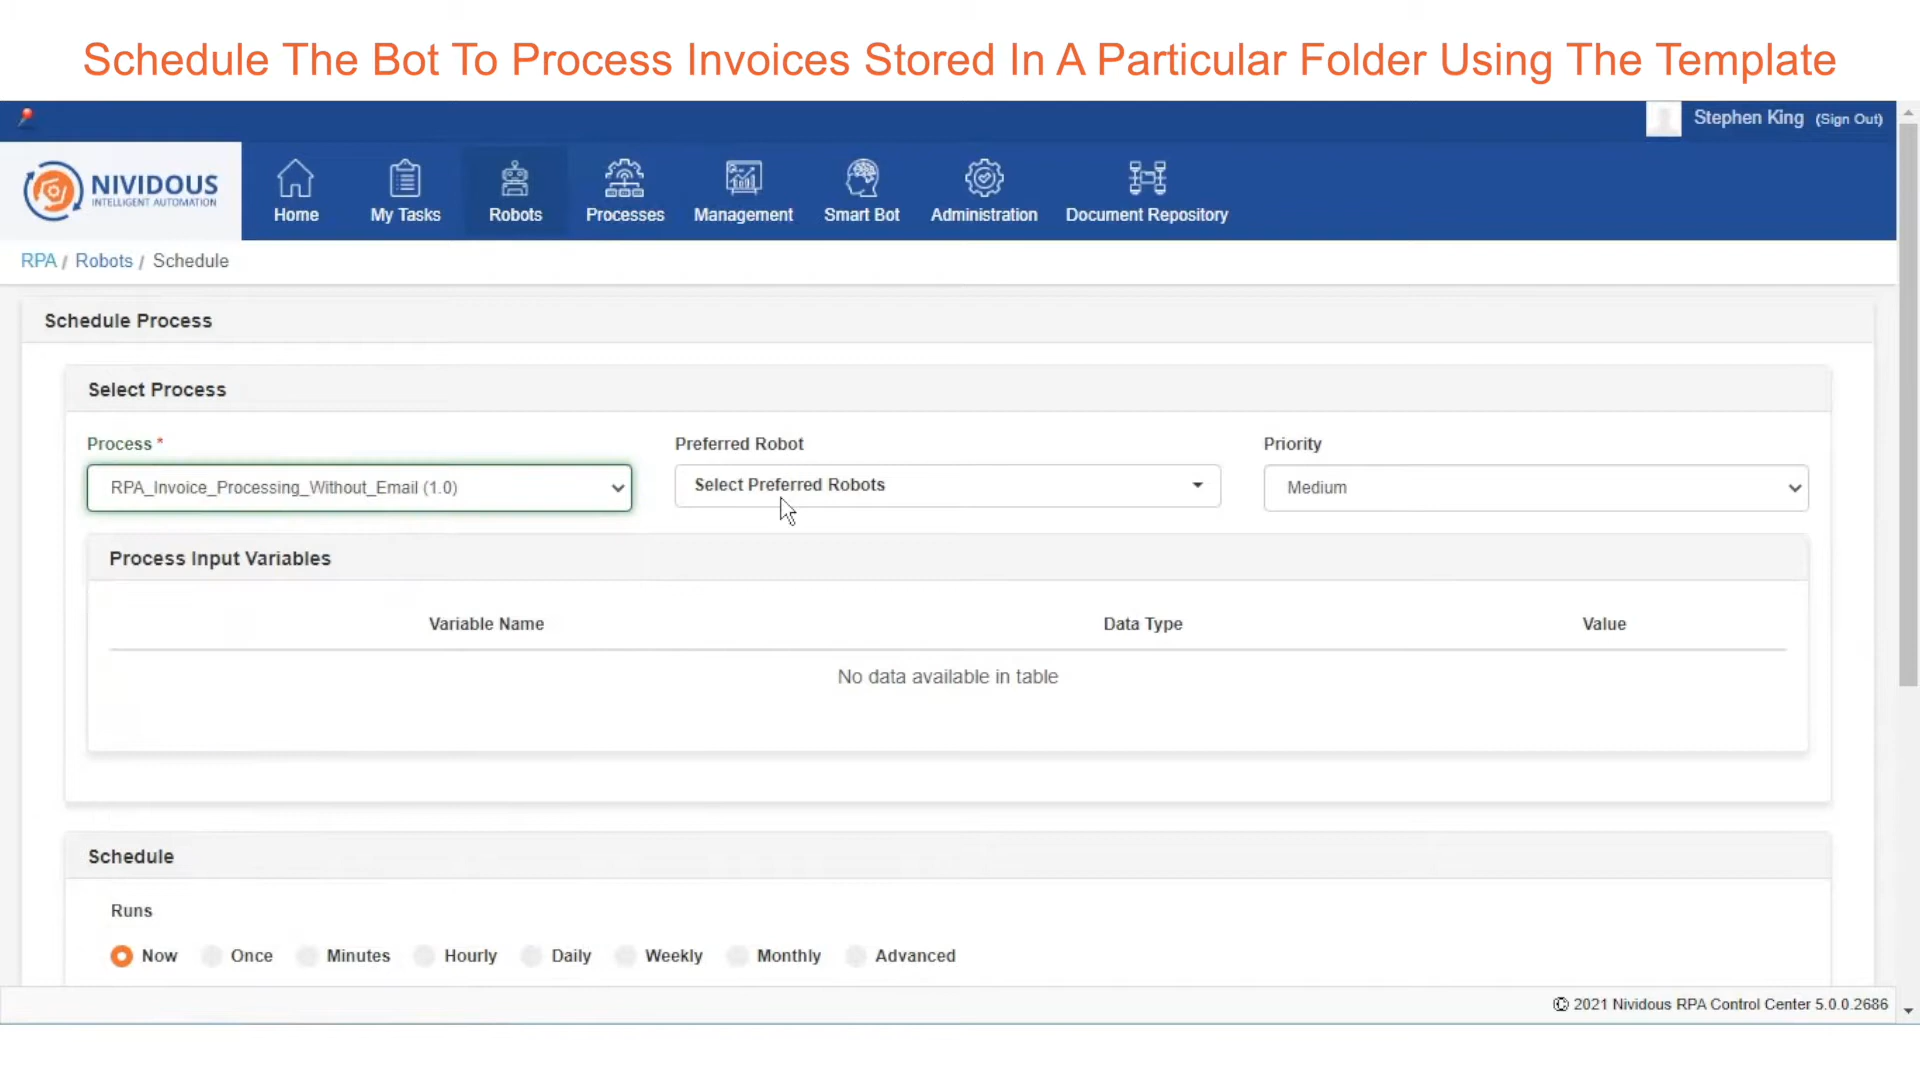 Schedule The Bot To Process Invoices Stored In A Particular Folder Using The Template
Stephen King (Sign Out)
NIVIDOUS
INTELLIGENT AUTOMATION
Home
My Tasks
Robots
Processes
Management
Smart Bot
Administration
Document Repository
RPA / Robots / Schedule
Schedule Process
Select Process
Process *
Preferred Robot
Priority
RPA_Invoice_Processing_Without_Email (1.0)
Select Preferred Robots
Medium
Process Input Variables
Variable Name
Data Type
Value
No data available in table
Schedule
Runs
Now
Once
Minutes
Hourly
Daily
Weekly
Monthly
Advanced
© 2021 Nividous RPA Control Center 5.0.0.2686